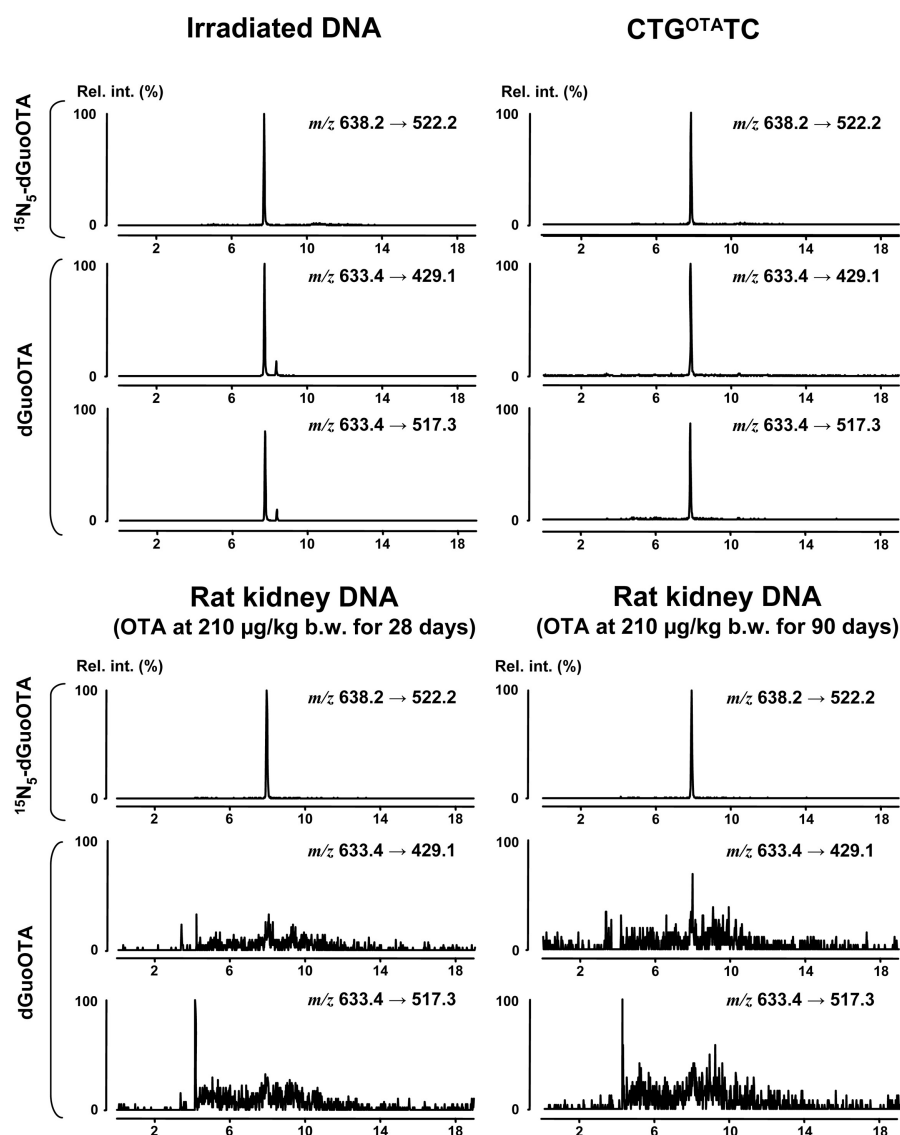 Irradiated DNA
CTG^OTATC
Rel. int. (%)
Rel. int. (%)
¹⁵N₅-dGuoOTA
100
m/z 638.2 → 522.2
0
2 6 10 14 18
100
m/z 638.2 → 522.2
0
2 6 10 14 18
dGuoOTA
100
m/z 633.4 → 429.1
0
2 6 10 14 18
100
m/z 633.4 → 429.1
0
2 6 10 14 18
100
m/z 633.4 → 517.3
0
2 6 10 14 18
100
m/z 633.4 → 517.3
0
2 6 10 14 18
Rat kidney DNA
(OTA at 210 µg/kg b.w. for 28 days)
Rat kidney DNA
(OTA at 210 µg/kg b.w. for 90 days)
Rel. int. (%)
Rel. int. (%)
¹⁵N₅-dGuoOTA
100
m/z 638.2 → 522.2
0
2 6 10 14 18
100
m/z 638.2 → 522.2
0
2 6 10 14 18
dGuoOTA
100
m/z 633.4 → 429.1
0
2 6 10 14 18
100
m/z 633.4 → 429.1
0
2 6 10 14 18
100
m/z 633.4 → 517.3
0
2 6 10 14 18
100
m/z 633.4 → 517.3
0
2 6 10 14 18